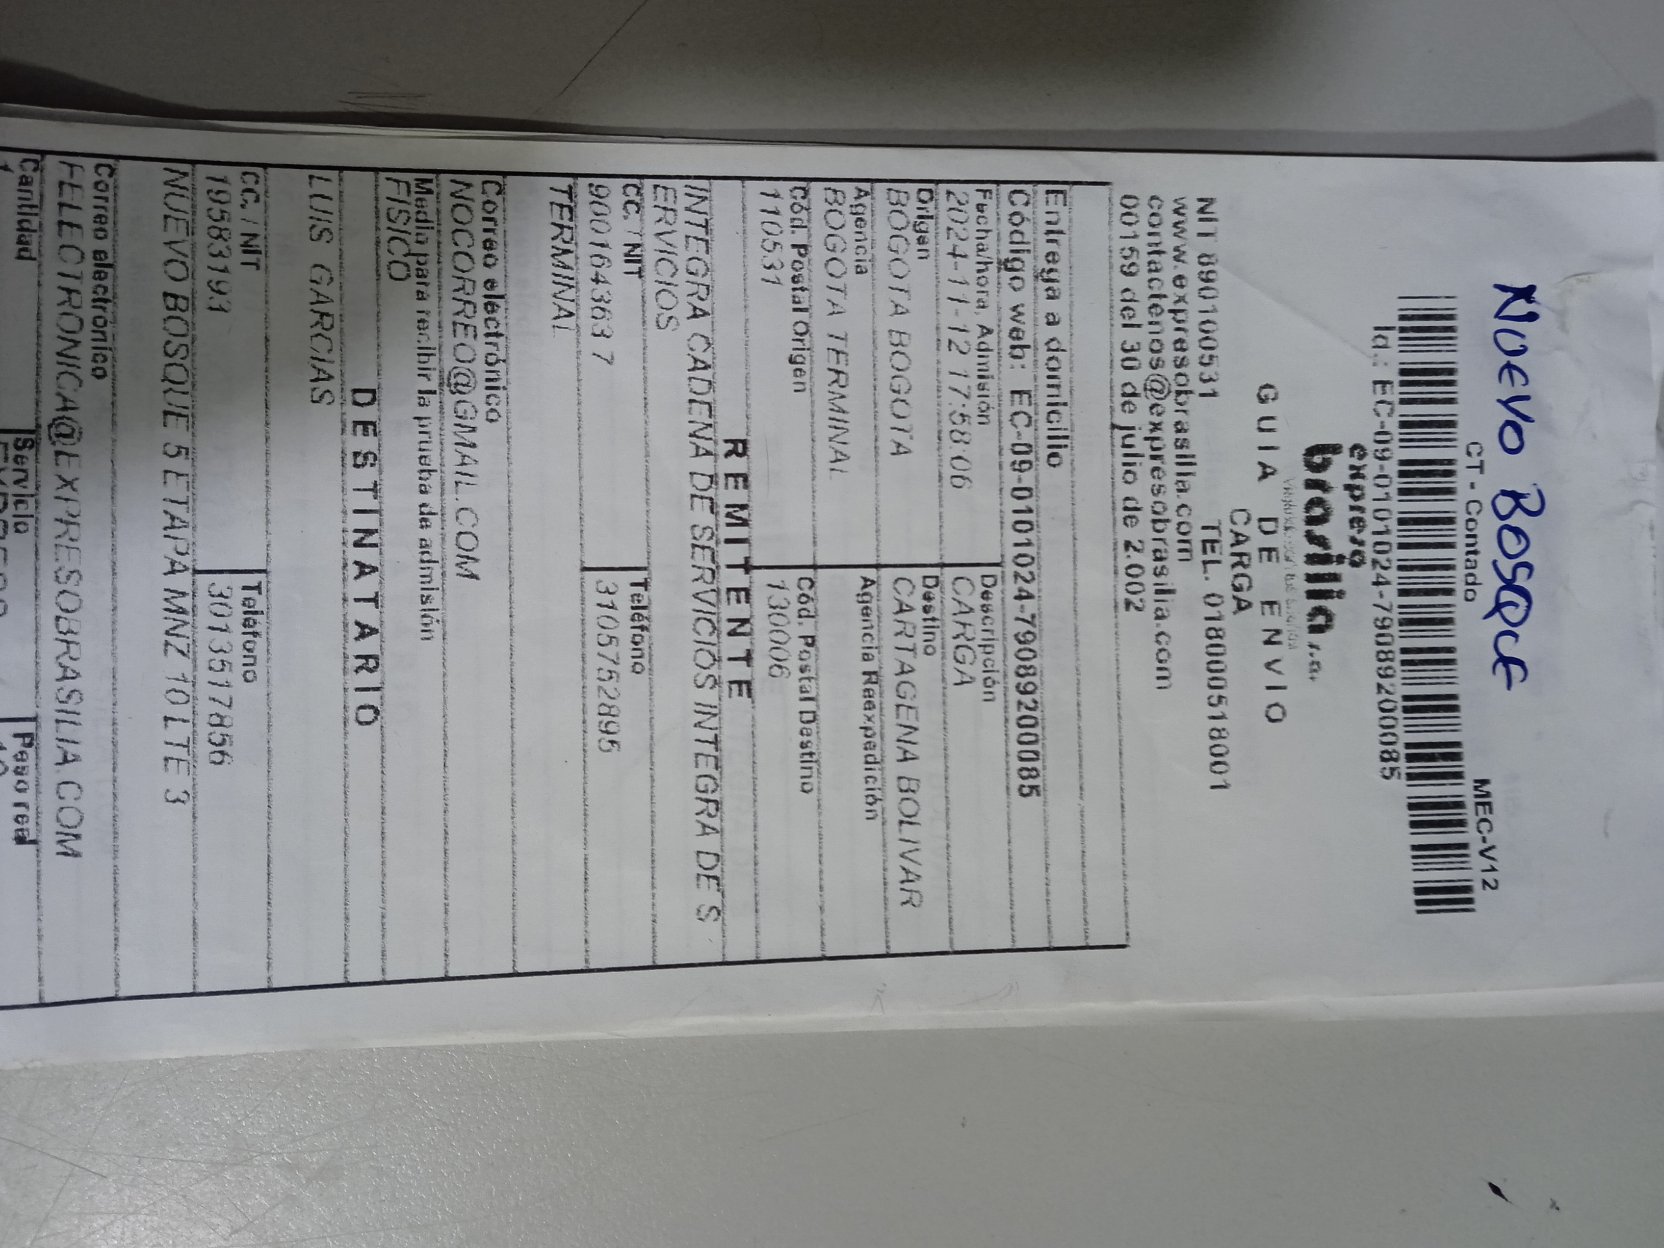 NUEVO BOSQUE
CT - Contado MEC-V12
Id.: EC-09-0101024-7908920085
expreso
brasilia s.a.
GUIA DE ENVIO
CARGA
NIT 890100531 TEL. 018000518001
www.expresobrasilia.com
contactenos@expresobrasilia.com
00159 del 30 de julio de 2.002
Entrega a domicilio
Código web: EC-09-0101024-7908920085
Fecha/hora, Admisión Descripción
2024-11-12 17:58:06 CARGA
Origen Destino
BOGOTA BOGOTA CARTAGENA BOLIVAR
Agencia Agencia Reexpedición
BOGOTA TERMINAL
Cód. Postal origen Cód. Postal Destino
110531 130006
REMITENTE
INTEGRA CADENA DE SERVICIOS INTEGRA DE S
ERVICIOS
CC. / NIT Teléfono
900164363 7 3105752895
TERMINAL
Correo electrónico
NOCORREO@GMAIL.COM
Medio para recibir la prueba de admisión
FISICO
DESTINATARIO
LUIS GARCIAS
CC. / NIT Teléfono
19583193 3013517856
NUEVO BOSQUE 5 ETAPA MNZ 10 LTE 3
Correo electrónico
FELECTRONICA@EXPRESOBRASILIA.COM
Cantidad Servicio Peso real
1